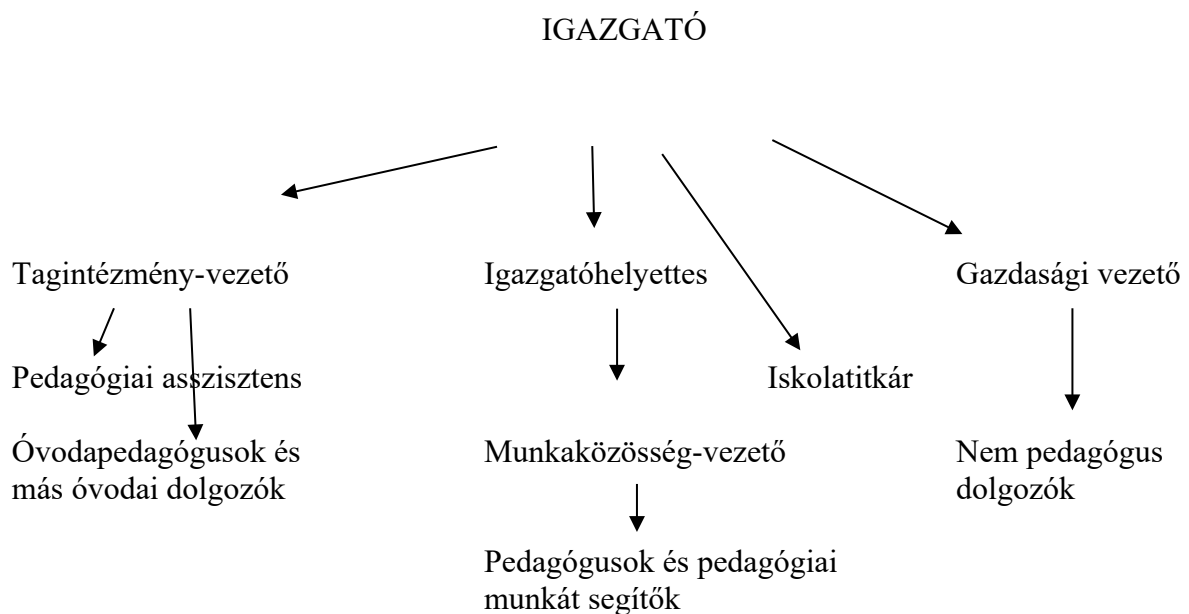 IGAZGATÓ
Tagintézmény-vezető
Igazgatóhelyettes
Gazdasági vezető
Pedagógiai asszisztens
Iskolatitkár
Óvodapedagógusok és
más óvodai dolgozók
Munkaközösség-vezető
Nem pedagógus
dolgozók
Pedagógusok és pedagógiai
munkát segítők